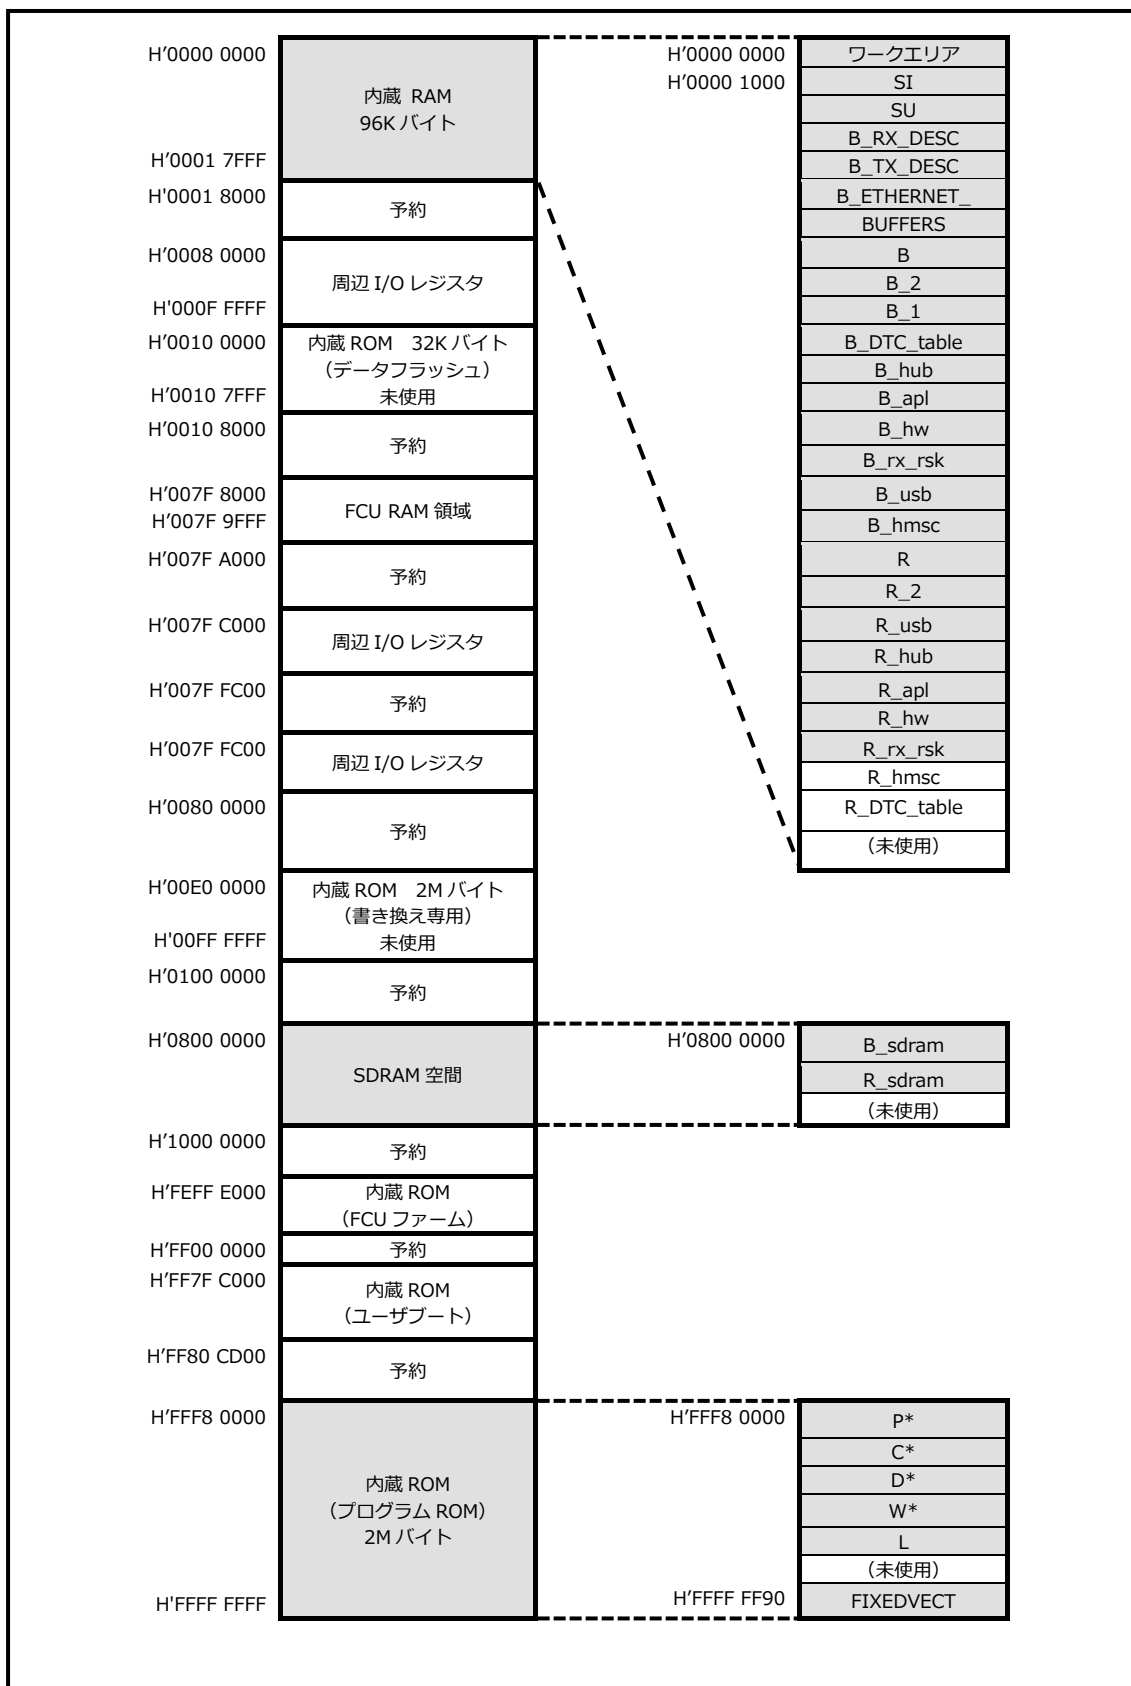 H’0000 0000
内蔵 RAM
96K バイト
H’0001 7FFF
H'0001 8000
予約
H’0008 0000
周辺 I/O レジスタ
H'000F FFFF
H’0010 0000
内蔵 ROM　32K バイト
（データフラッシュ）
H’0010 7FFF
未使用
H’0010 8000
予約
H’007F 8000
FCU RAM 領域
H’007F 9FFF
H’007F A000
予約
H’007F C000
周辺 I/O レジスタ
H’007F FC00
予約
H’007F FC00
周辺 I/O レジスタ
H’0080 0000
予約
H’00E0 0000
内蔵 ROM　2M バイト
（書き換え専用）
H'00FF FFFF
未使用
H’0100 0000
予約
H’0800 0000
SDRAM 空間
H’1000 0000
予約
H’FEFF E000
内蔵 ROM
（FCU ファーム）
H’FF00 0000
予約
H’FF7F C000
内蔵 ROM
（ユーザブート）
H’FF80 CD00
予約
H’FFF8 0000
内蔵 ROM
（プログラム ROM）
2M バイト
H'FFFF FFFF
H’0000 0000
ワークエリア
H’0000 1000
SI
SU
B_RX_DESC
B_TX_DESC
B_ETHERNET_
BUFFERS
B
B_2
B_1
B_DTC_table
B_hub
B_apl
B_hw
B_rx_rsk
B_usb
B_hmsc
R
R_2
R_usb
R_hub
R_apl
R_hw
R_rx_rsk
R_hmsc
R_DTC_table
（未使用）
H’0800 0000
B_sdram
R_sdram
（未使用）
H’FFF8 0000
P*
C*
D*
W*
L
（未使用）
H’FFFF FF90
FIXEDVECT